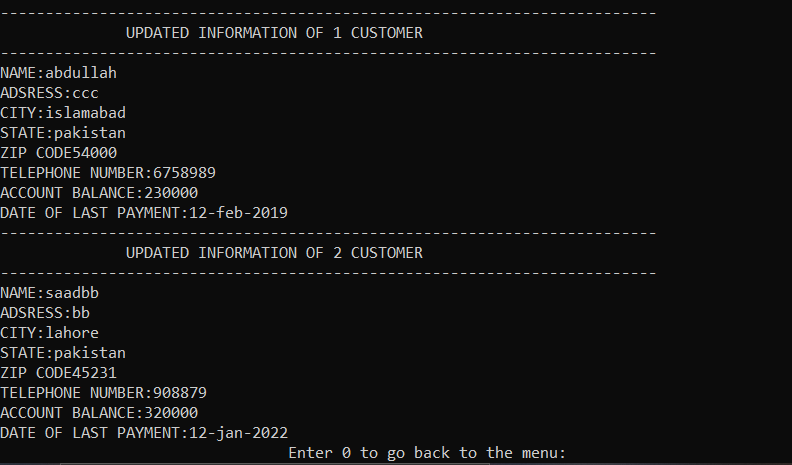 -------------------------------------------------------------------------
UPDATED INFORMATION OF 1 CUSTOMER
-------------------------------------------------------------------------
NAME:abdullah
ADSRESS:ccc
CITY:islamabad
STATE:pakistan
ZIP CODE54000
TELEPHONE NUMBER:6758989
ACCOUNT BALANCE:230000
DATE OF LAST PAYMENT:12-feb-2019
-------------------------------------------------------------------------
UPDATED INFORMATION OF 2 CUSTOMER
-------------------------------------------------------------------------
NAME:saadbb
ADSRESS:bb
CITY:lahore
STATE:pakistan
ZIP CODE45231
TELEPHONE NUMBER:908879
ACCOUNT BALANCE:320000
DATE OF LAST PAYMENT:12-jan-2022
Enter 0 to go back to the menu: